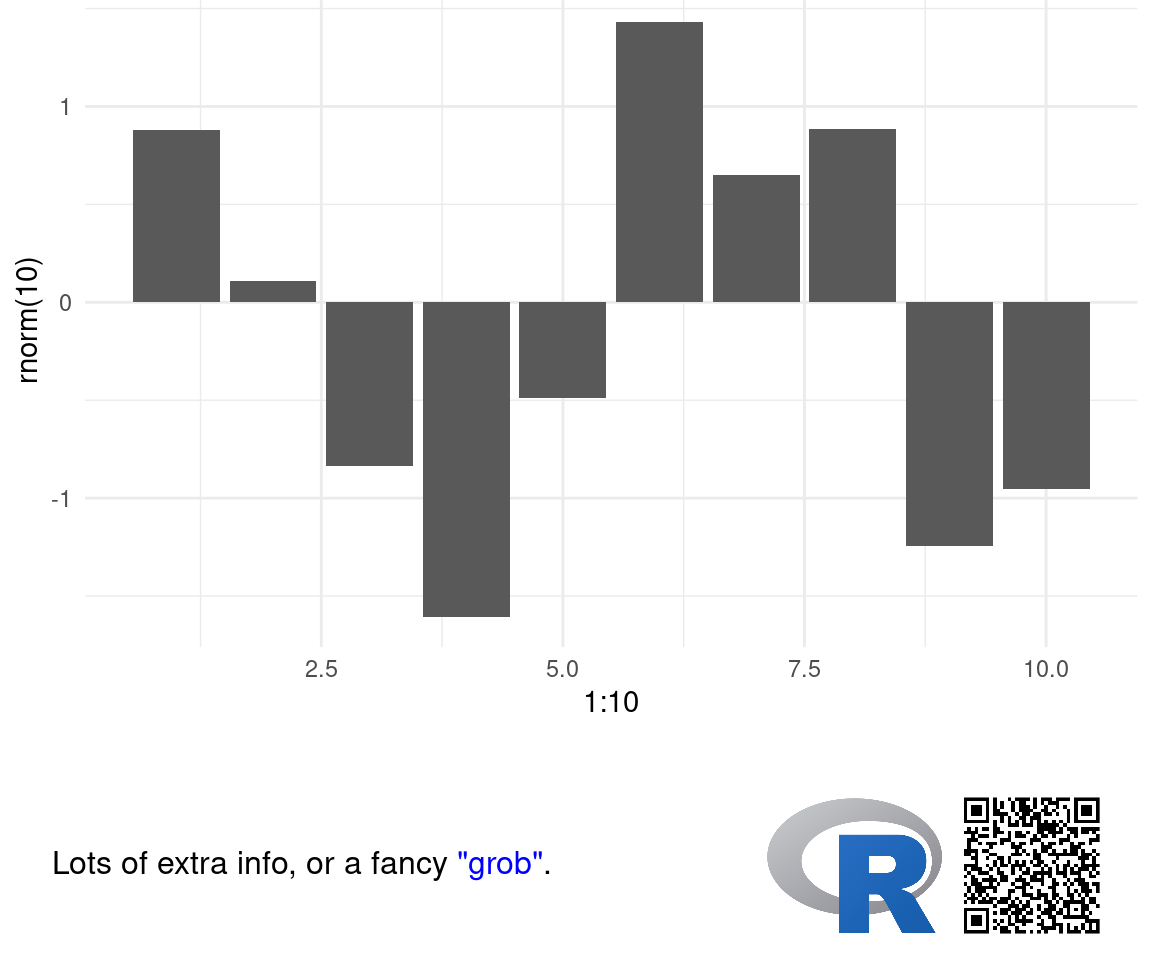 1
0
-1
rnorm(10)
2.5 5.0 7.5 10.0
1:10
Lots of extra info, or a fancy "grob".
R